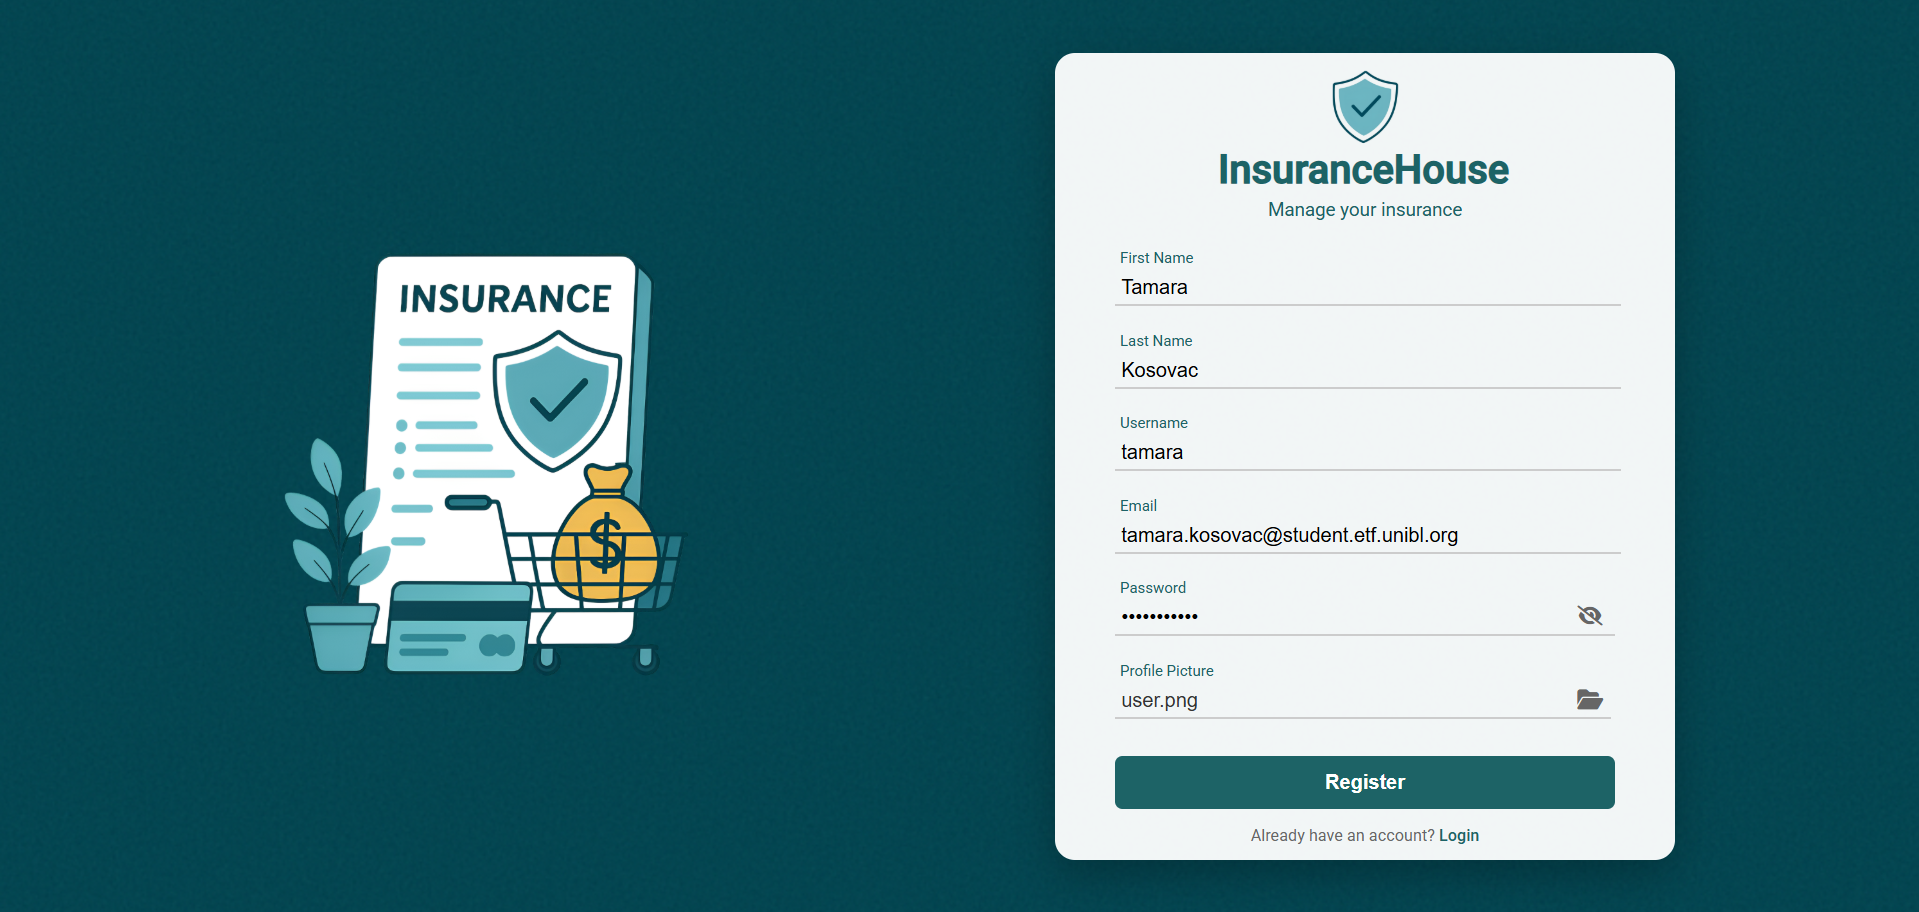 INSURANCE
$
InsuranceHouse
Manage your insurance
First Name
Tamara
Last Name
Kosovac
Username
tamara
Email
tamara.kosovac@student.etf.unibl.org
Password
•••••••••••
Profile Picture
user.png
Register
Already have an account? Login